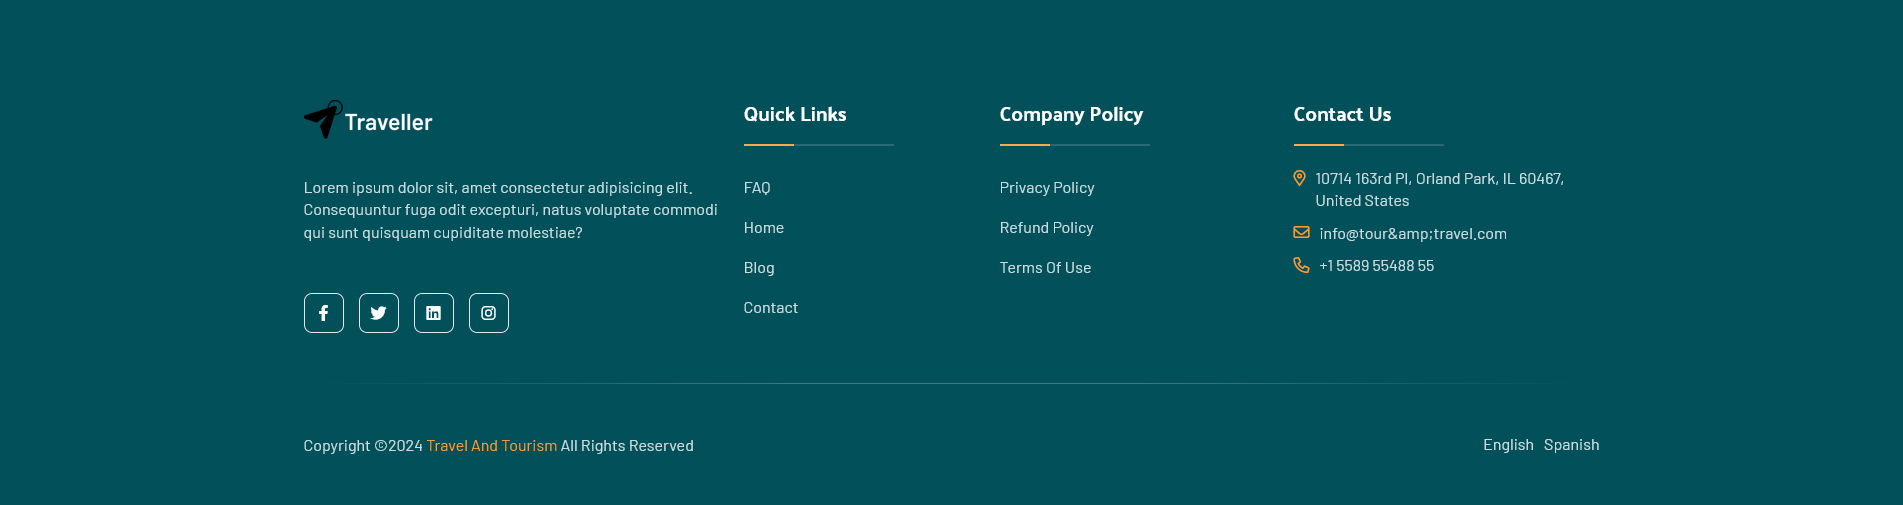 Traveller
Lorem ipsum dolor sit, amet consectetur adipisicing elit.
Consequuntur fuga odit excepturi, natus voluptate commodi
qui sunt quisquam cupiditate molestiae?
Quick Links
FAQ
Home
Blog
Contact
Company Policy
Privacy Policy
Refund Policy
Terms Of Use
Contact Us
10714 163rd Pl, Orland Park, IL 60467,
United States
info@tour&amp;travel.com
+1 5589 55488 55
Copyright ©2024 Travel And Tourism All Rights Reserved
English Spanish